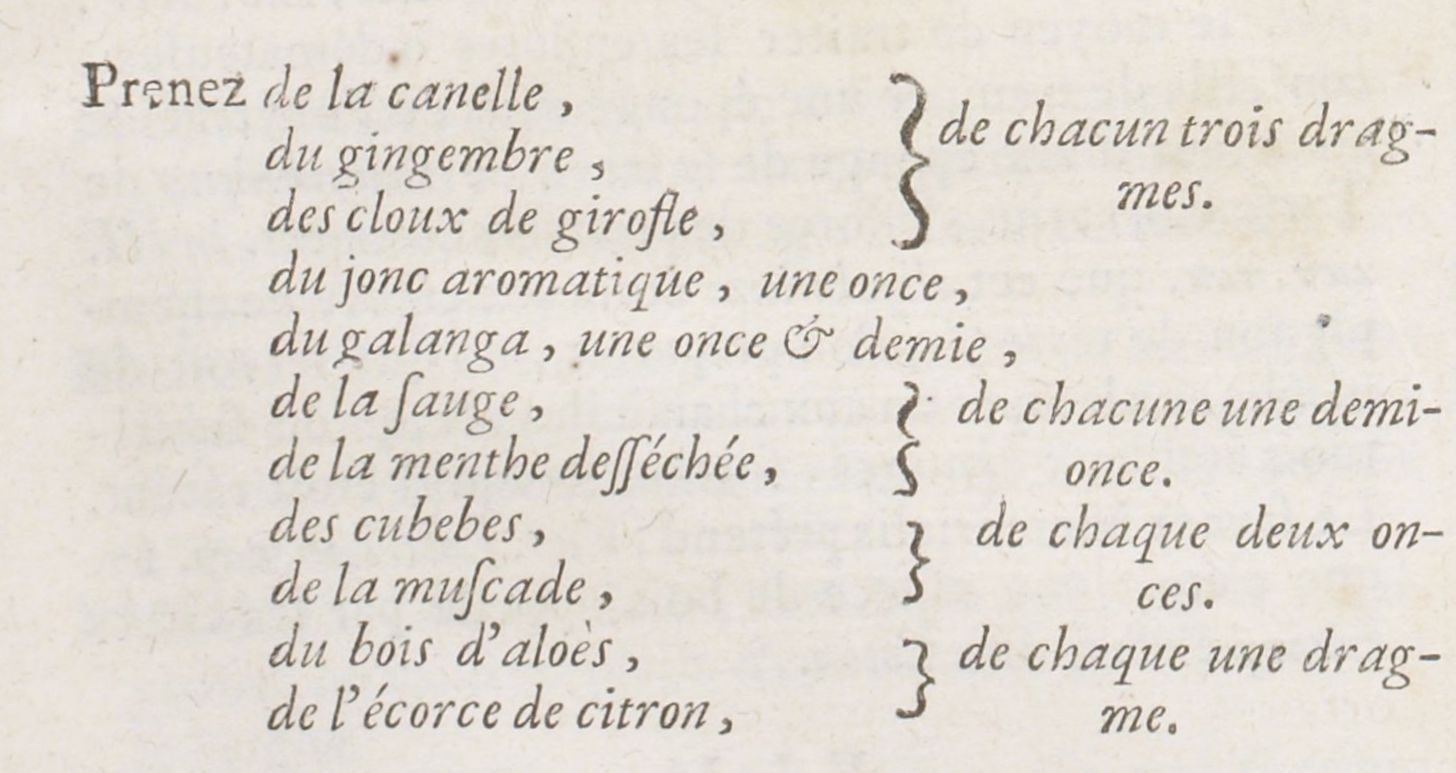 Prenez de la canelle ,
du gingembre ,
des cloux de girofle ,
de chacun trois drag-
mes.
du jonc aromatique , une once ,
du galanga , une once & demie ,
de la ſauge ,
de la menthe deſſéchée ,
de chacune une demi-
once.
des cubebes ,
de la muſcade ,
de chaque deux on-
ces.
du bois d'aloès ,
de l'écorce de citron ,
de chaque une drag-
me.